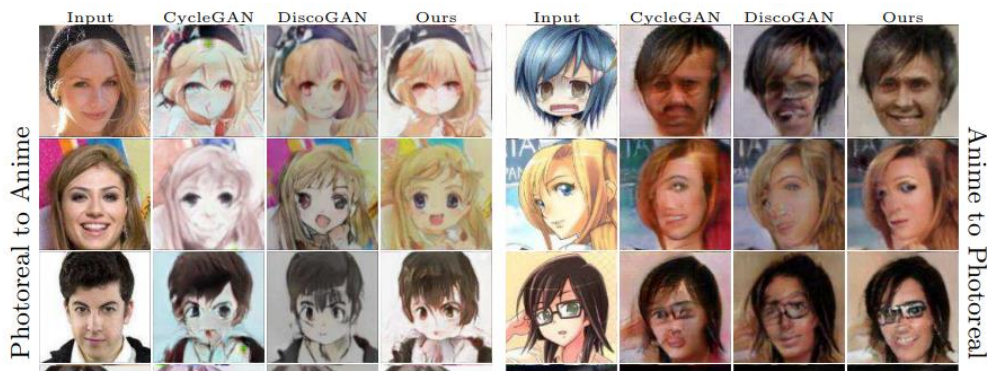 Input CycleGAN DiscoGAN Ours Input CycleGAN DiscoGAN Ours
Photoreal to Anime
Anime to Photoreal